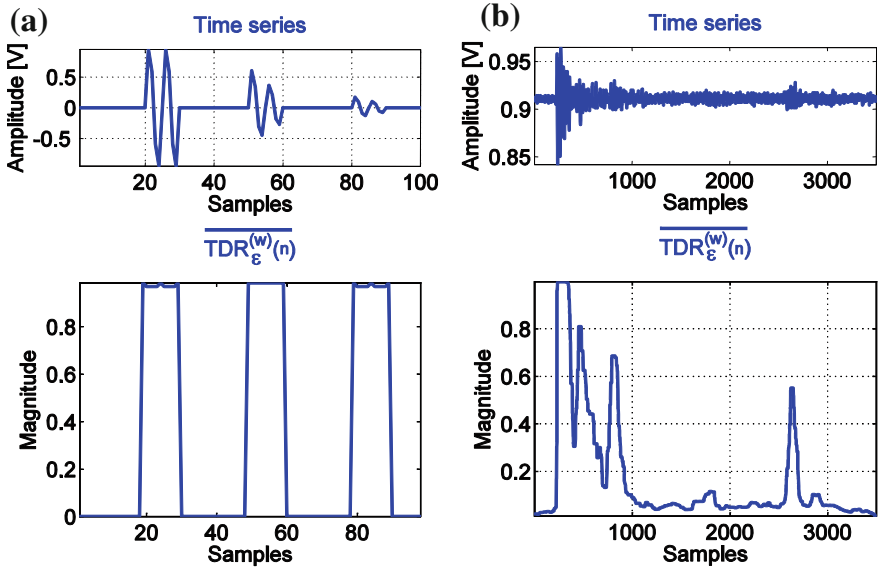 (a)
Time series
Amplitude [V]
0.5
0
-0.5
20 40 60 80 100
Samples
TDR_ε^(w)(n)
Magnitude
0.8
0.6
0.4
0.2
0
20 40 60 80
Samples
(b)
Time series
Amplitude [V]
0.95
0.9
0.85
1000 2000 3000
Samples
TDR_ε^(w)(n)
Magnitude
0.8
0.6
0.4
0.2
1000 2000 3000
Samples